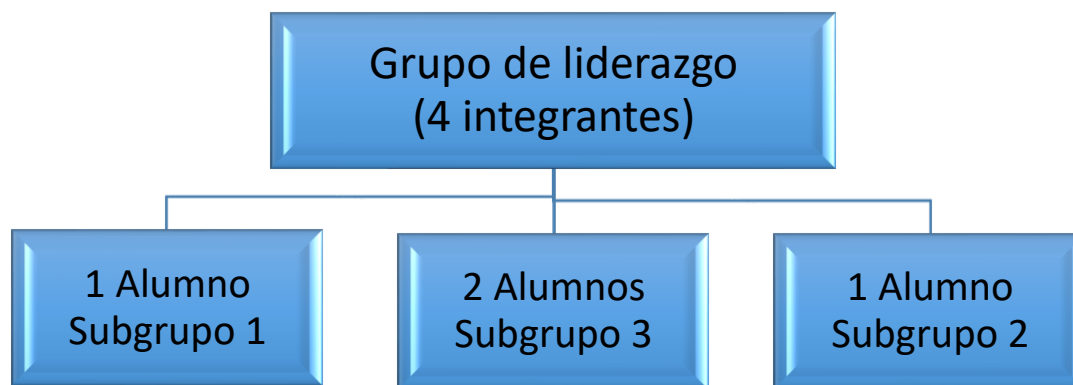 Grupo de liderazgo
(4 integrantes)
1 Alumno
Subgrupo 1
2 Alumnos
Subgrupo 3
1 Alumno
Subgrupo 2